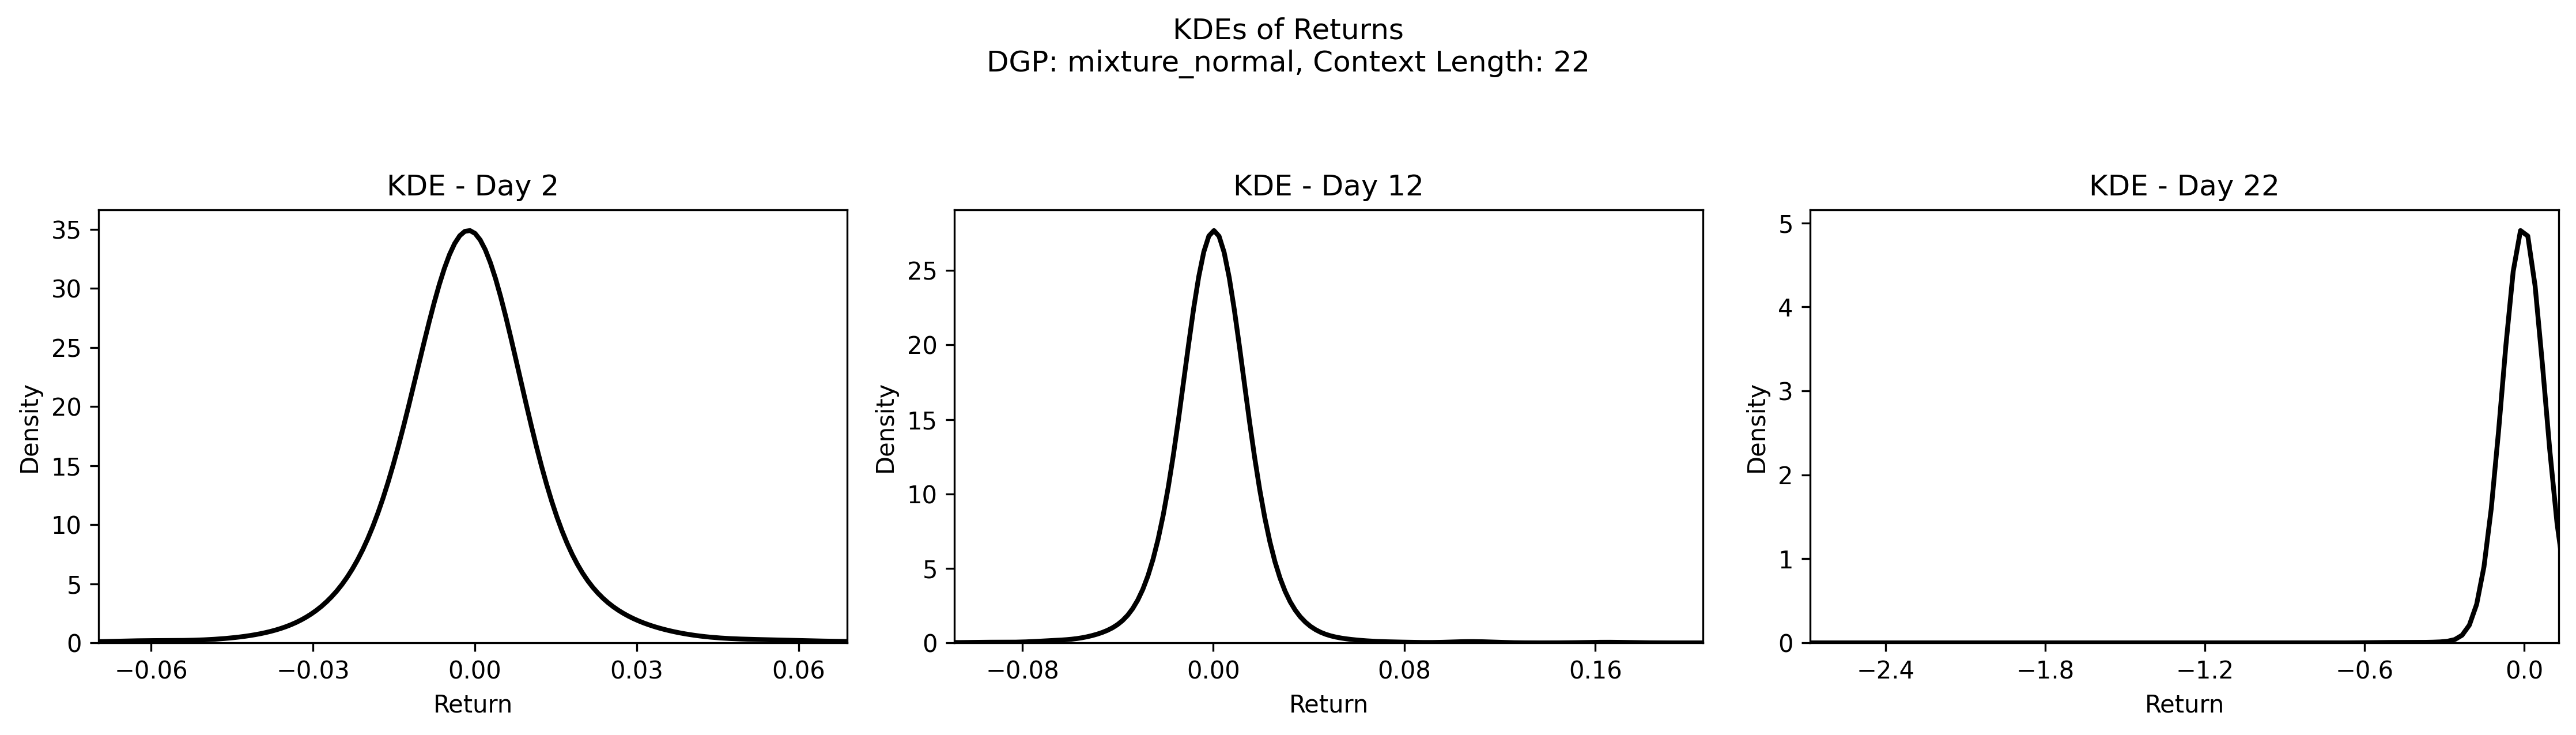 KDEs of Returns
DGP: mixture_normal, Context Length: 22
KDE - Day 2
35
30
25
20
15
10
5
0
Density
−0.06 −0.03 0.00 0.03 0.06
Return
KDE - Day 12
25
20
15
10
5
0
Density
−0.08 0.00 0.08 0.16
Return
KDE - Day 22
5
4
3
2
1
0
Density
−2.4 −1.8 −1.2 −0.6 0.0
Return